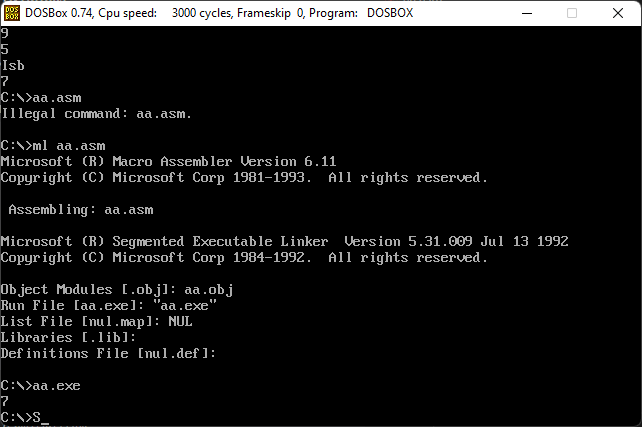 DOS
BOX
DOSBox 0.74, Cpu speed: 3000 cycles, Frameskip 0, Program: DOSBOX
9
5
Isb
7
C:\>aa.asm
Illegal command: aa.asm.
C:\>ml aa.asm
Microsoft (R) Macro Assembler Version 6.11
Copyright (C) Microsoft Corp 1981-1993. All rights reserved.
Assembling: aa.asm
Microsoft (R) Segmented Executable Linker Version 5.31.009 Jul 13 1992
Copyright (C) Microsoft Corp 1984-1992. All rights reserved.
Object Modules [.obj]: aa.obj
Run File [aa.exe]: "aa.exe"
List File [nul.map]: NUL
Libraries [.lib]:
Definitions File [nul.def]:
C:\>aa.exe
7
C:\>S_